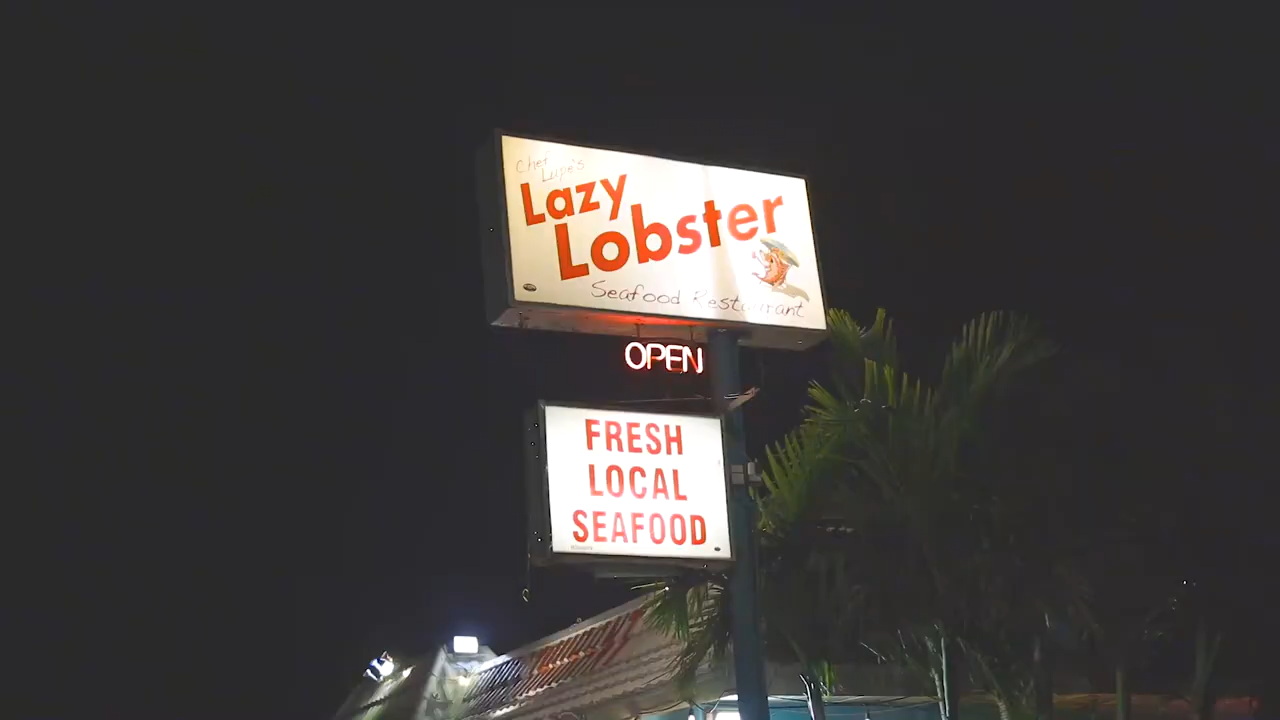 Chef
Lupe's
Lazy
Lobster
Seafood Restaurant
OPEN
FRESH
LOCAL
SEAFOOD